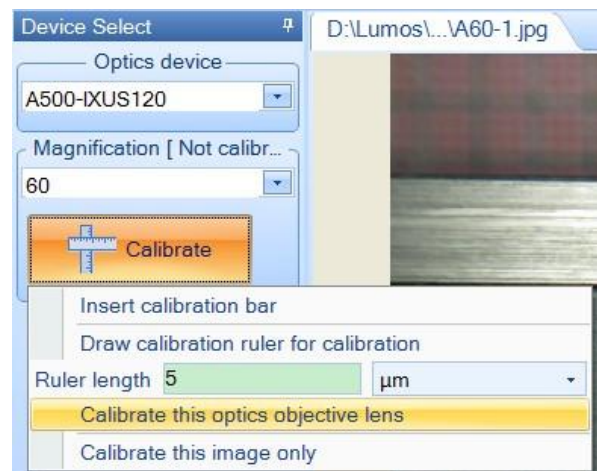 Device Select
D:\Lumos\...\A60-1.jpg
Optics device
A500-IXUS120
Magnification [ Not calibr...
60
Calibrate
Insert calibration bar
Draw calibration ruler for calibration
Ruler length 5 µm
Calibrate this optics objective lens
Calibrate this image only